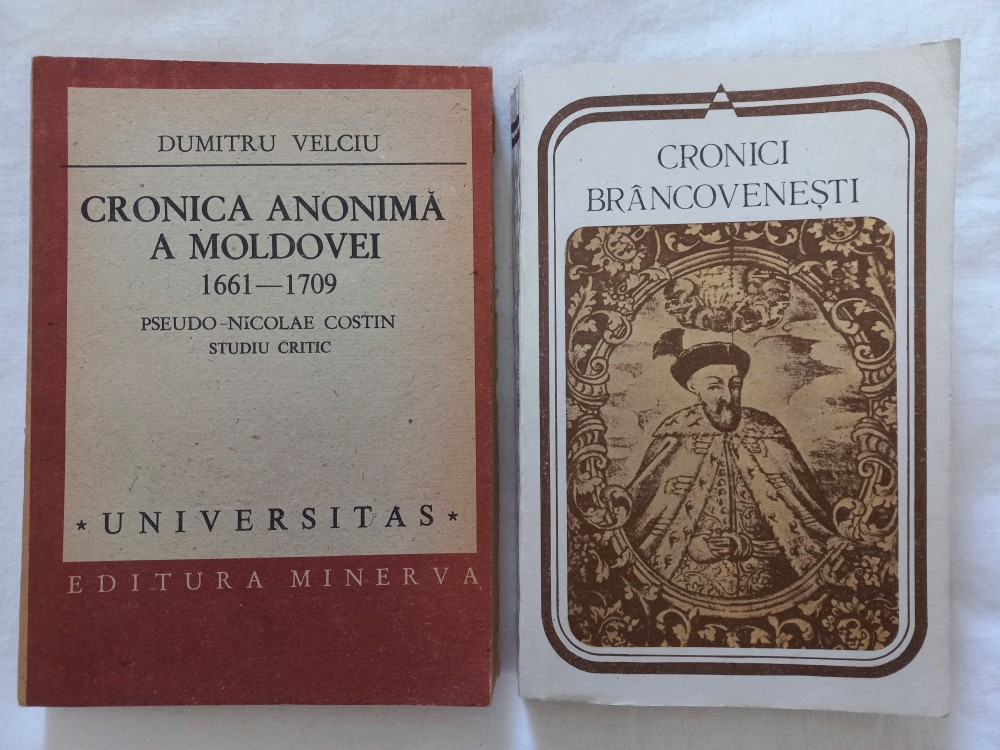 DUMITRU VELCIU
CRONICA ANONIMĂ
A MOLDOVEI
1661—1709
PSEUDO-NICOLAE COSTIN
STUDIU CRITIC
* UNIVERSITAS *
EDITURA MINERVA
CRONICI
BRÂNCOVENEȘTI